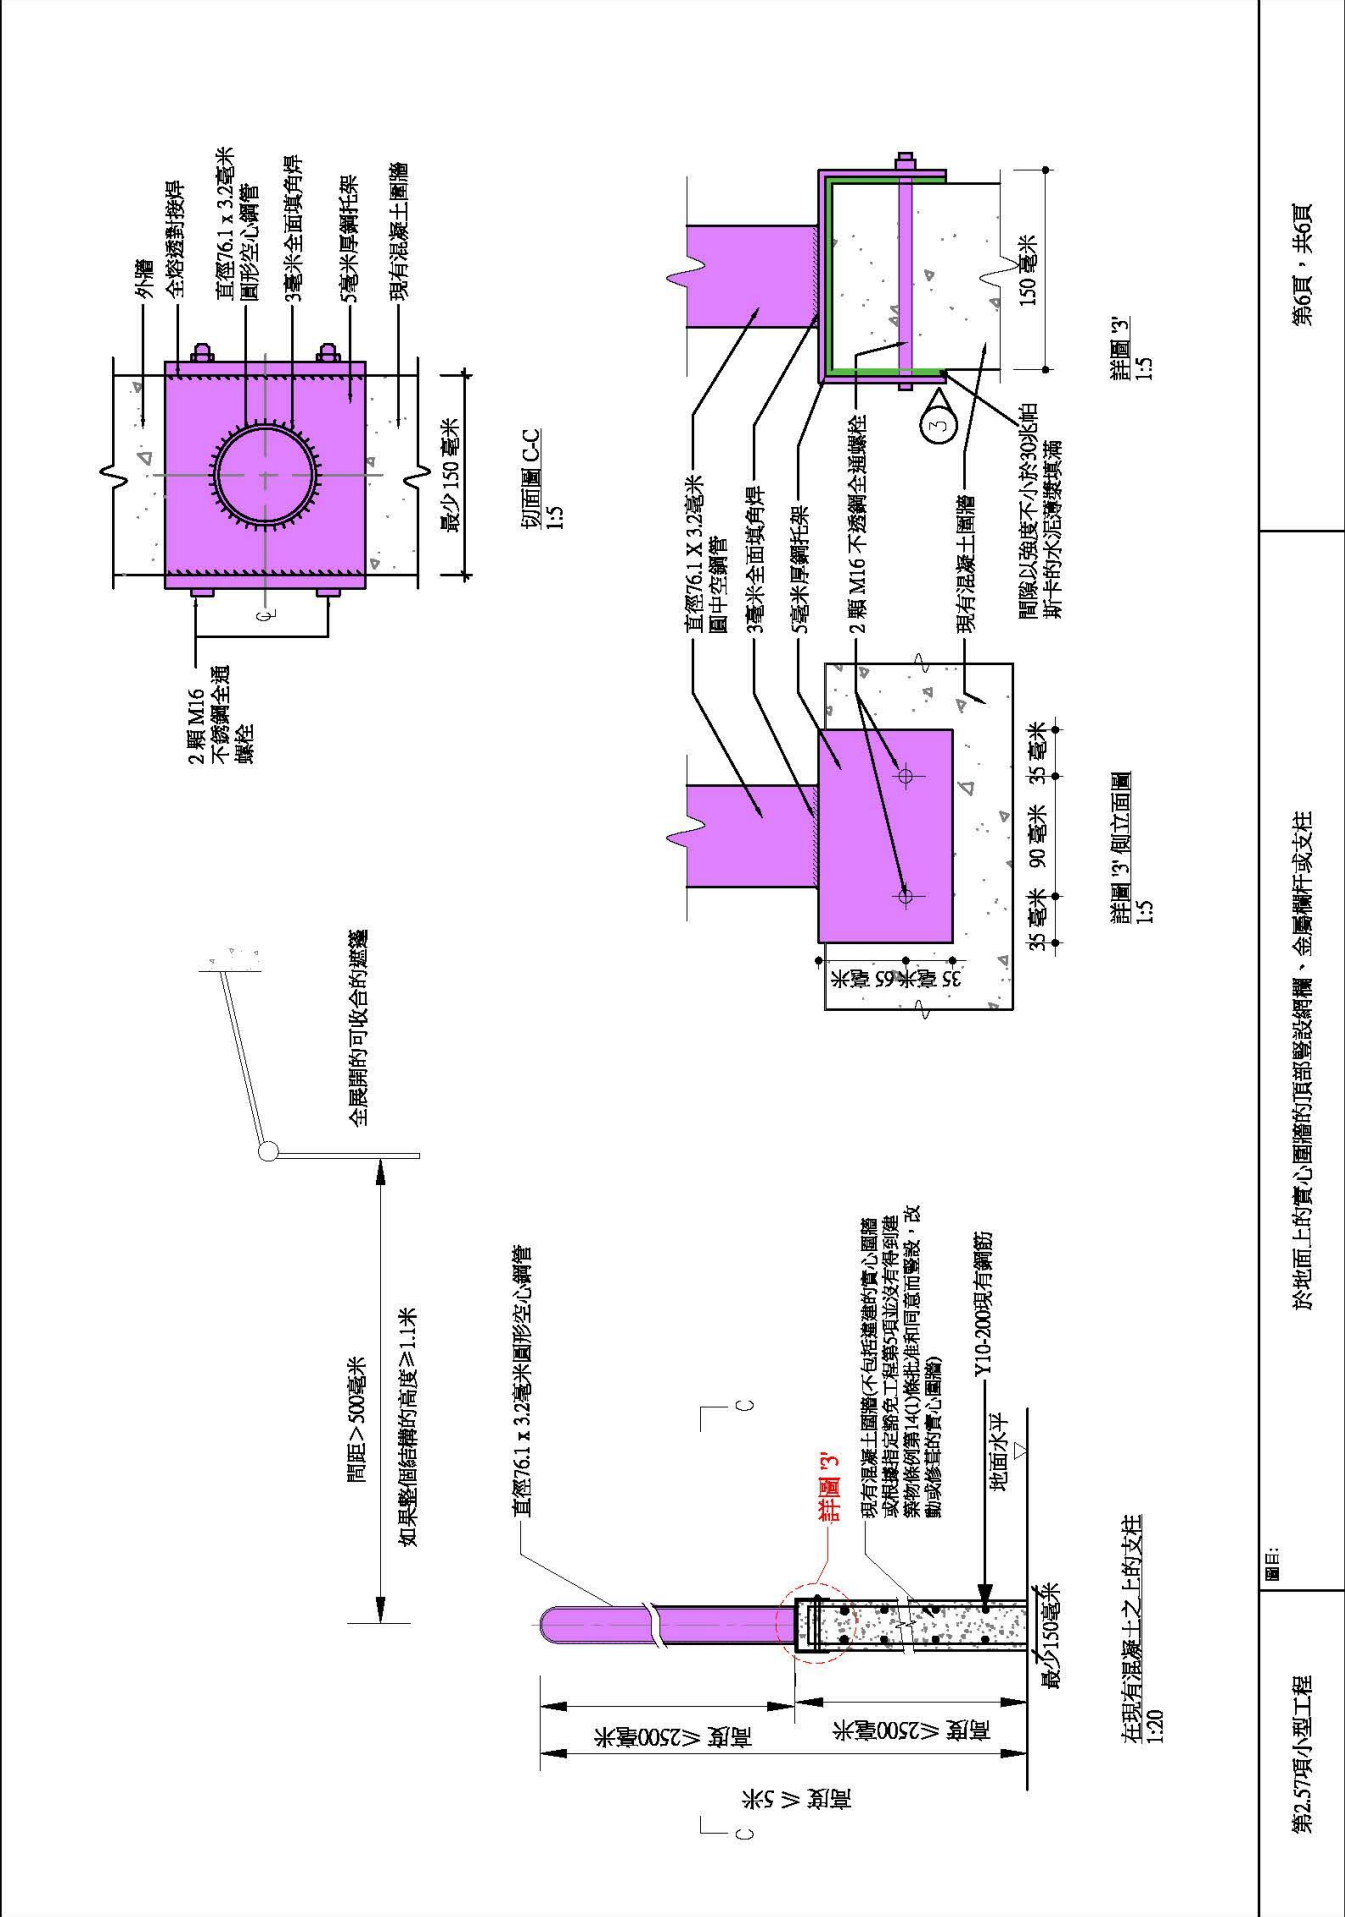 間距＞500毫米
如果整個結構的高度≥1.1米
全展開的可收合的遮篷
2 顆 M16
不銹鋼全通
螺栓
外牆
全熔透對接焊
直徑76.1 x 3.2毫米
圓形空心鋼管
3毫米全面填角焊
5毫米厚鋼托架
現有混凝土圍牆
最少150 毫米
切面圖 C-C
1:5
直徑76.1 x 3.2毫米圓形空心鋼管
C
C
詳圖 '3'
現有混凝土圍牆(不包括違建的實心圍牆
或根據指定豁免工程第5項並沒有得到建
築物條例第14(1)條批准和同意而豎設，改
動或修葺的實心圍牆)
Y10-200現有鋼筋
地面水平
高度 ≤2500毫米
高度 ≤2500毫米
高度 ≤ 5米
最少150毫米
在現有混凝土之上的支柱
1:20
直徑76.1 X 3.2毫米
圓中空鋼管
3毫米全面填角焊
5毫米厚鋼托架
2 顆 M16 不透鋼全通螺栓
現有混凝土圍牆
間隙以強度不小於30兆帕
斯卡的水泥薄漿填滿
35 毫米
65 毫米
35 毫米
90 毫米
35 毫米
詳圖 '3' 側立面圖
1:5
3
150 毫米
詳圖 '3'
1:5
第2.57項小型工程
圖目:
於地面上的實心圍牆的頂部豎設網欄、金屬欄杆或支柱
第6頁，共6頁